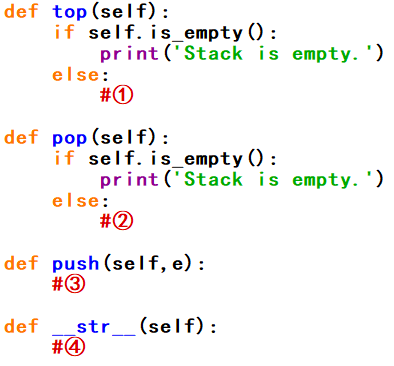 def top(self):
    if self.is_empty():
        print('Stack is empty.')
    else:
        #①
def pop(self):
    if self.is_empty():
        print('Stack is empty.')
    else:
        #②
def push(self,e):
    #③
def __str__(self):
    #④